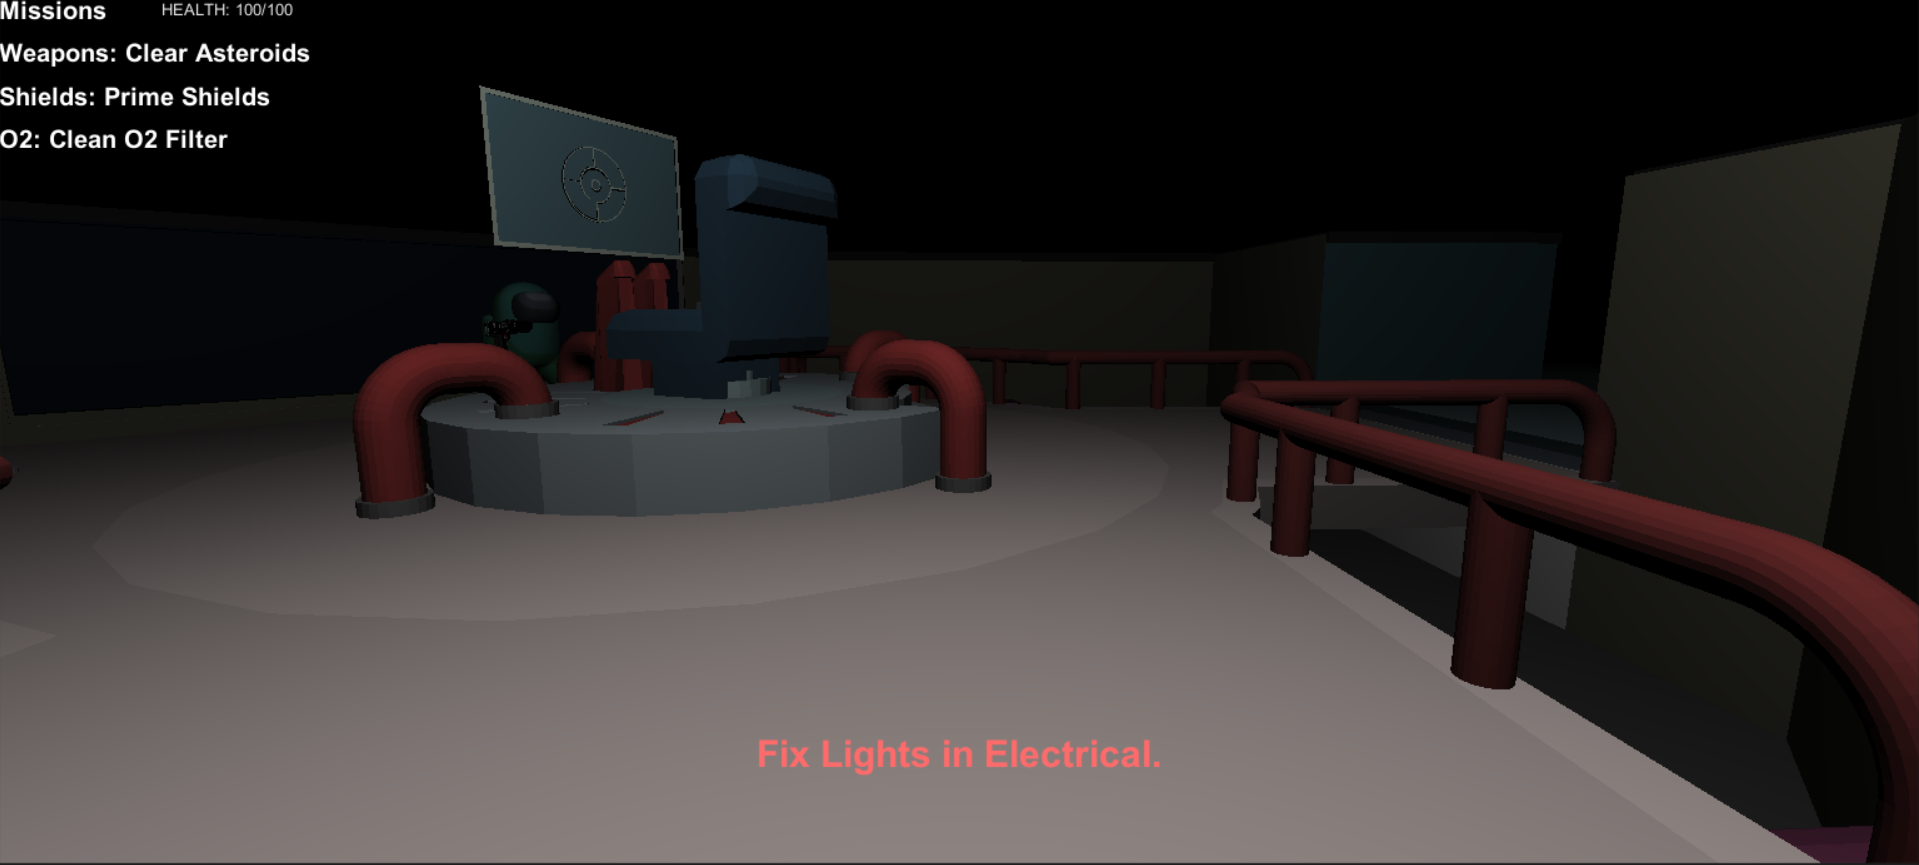 Missions
HEALTH: 100/100
Weapons: Clear Asteroids
Shields: Prime Shields
O2: Clean O2 Filter
Fix Lights in Electrical.